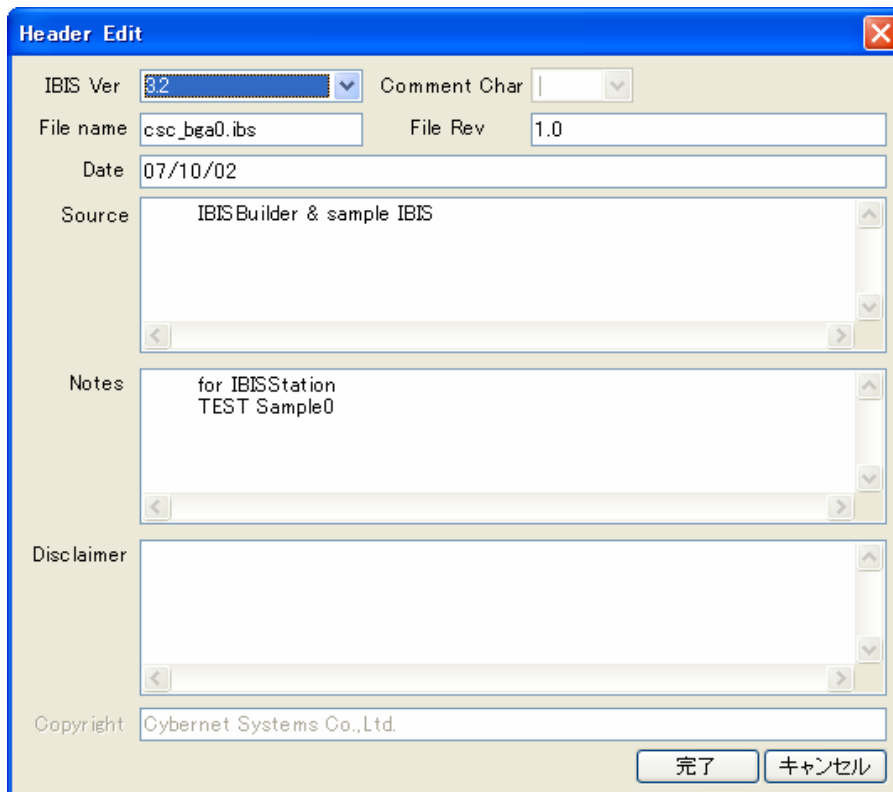 Header Edit
IBIS Ver 3.2 Comment Char |
File name csc_bga0.ibs File Rev 1.0
Date 07/10/02
Source IBISBuilder & sample IBIS
Notes for IBISStation
TEST Sample0
Disclaimer
Copyright Cybernet Systems Co.,Ltd.
完了 キャンセル